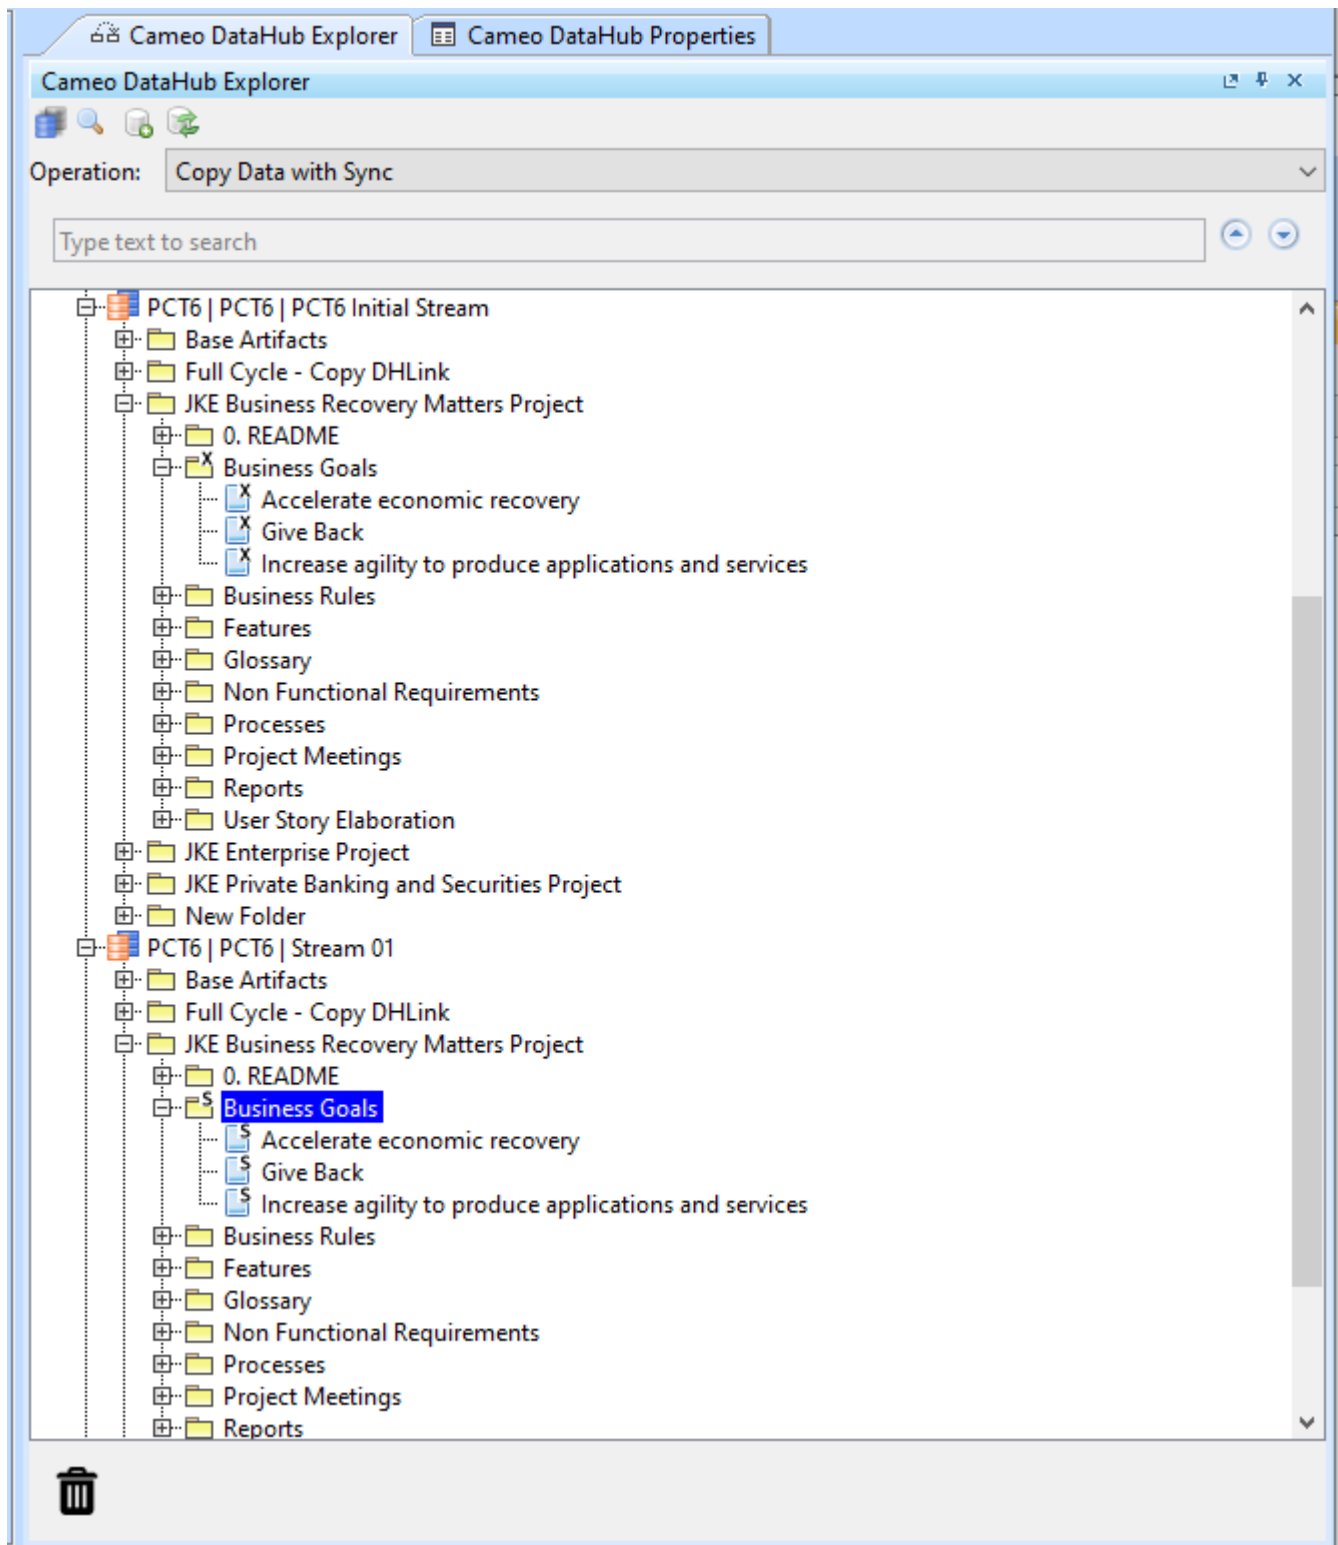 Cameo DataHub Explorer Cameo DataHub Properties
Cameo DataHub Explorer
Operation: Copy Data with Sync
Type text to search
PCT6 | PCT6 | PCT6 Initial Stream
Base Artifacts
Full Cycle - Copy DHLink
JKE Business Recovery Matters Project
0. README
X Business Goals
X Accelerate economic recovery
X Give Back
X Increase agility to produce applications and services
Business Rules
Features
Glossary
Non Functional Requirements
Processes
Project Meetings
Reports
User Story Elaboration
JKE Enterprise Project
JKE Private Banking and Securities Project
New Folder
PCT6 | PCT6 | Stream 01
Base Artifacts
Full Cycle - Copy DHLink
JKE Business Recovery Matters Project
0. README
S Business Goals
S Accelerate economic recovery
S Give Back
S Increase agility to produce applications and services
Business Rules
Features
Glossary
Non Functional Requirements
Processes
Project Meetings
Reports